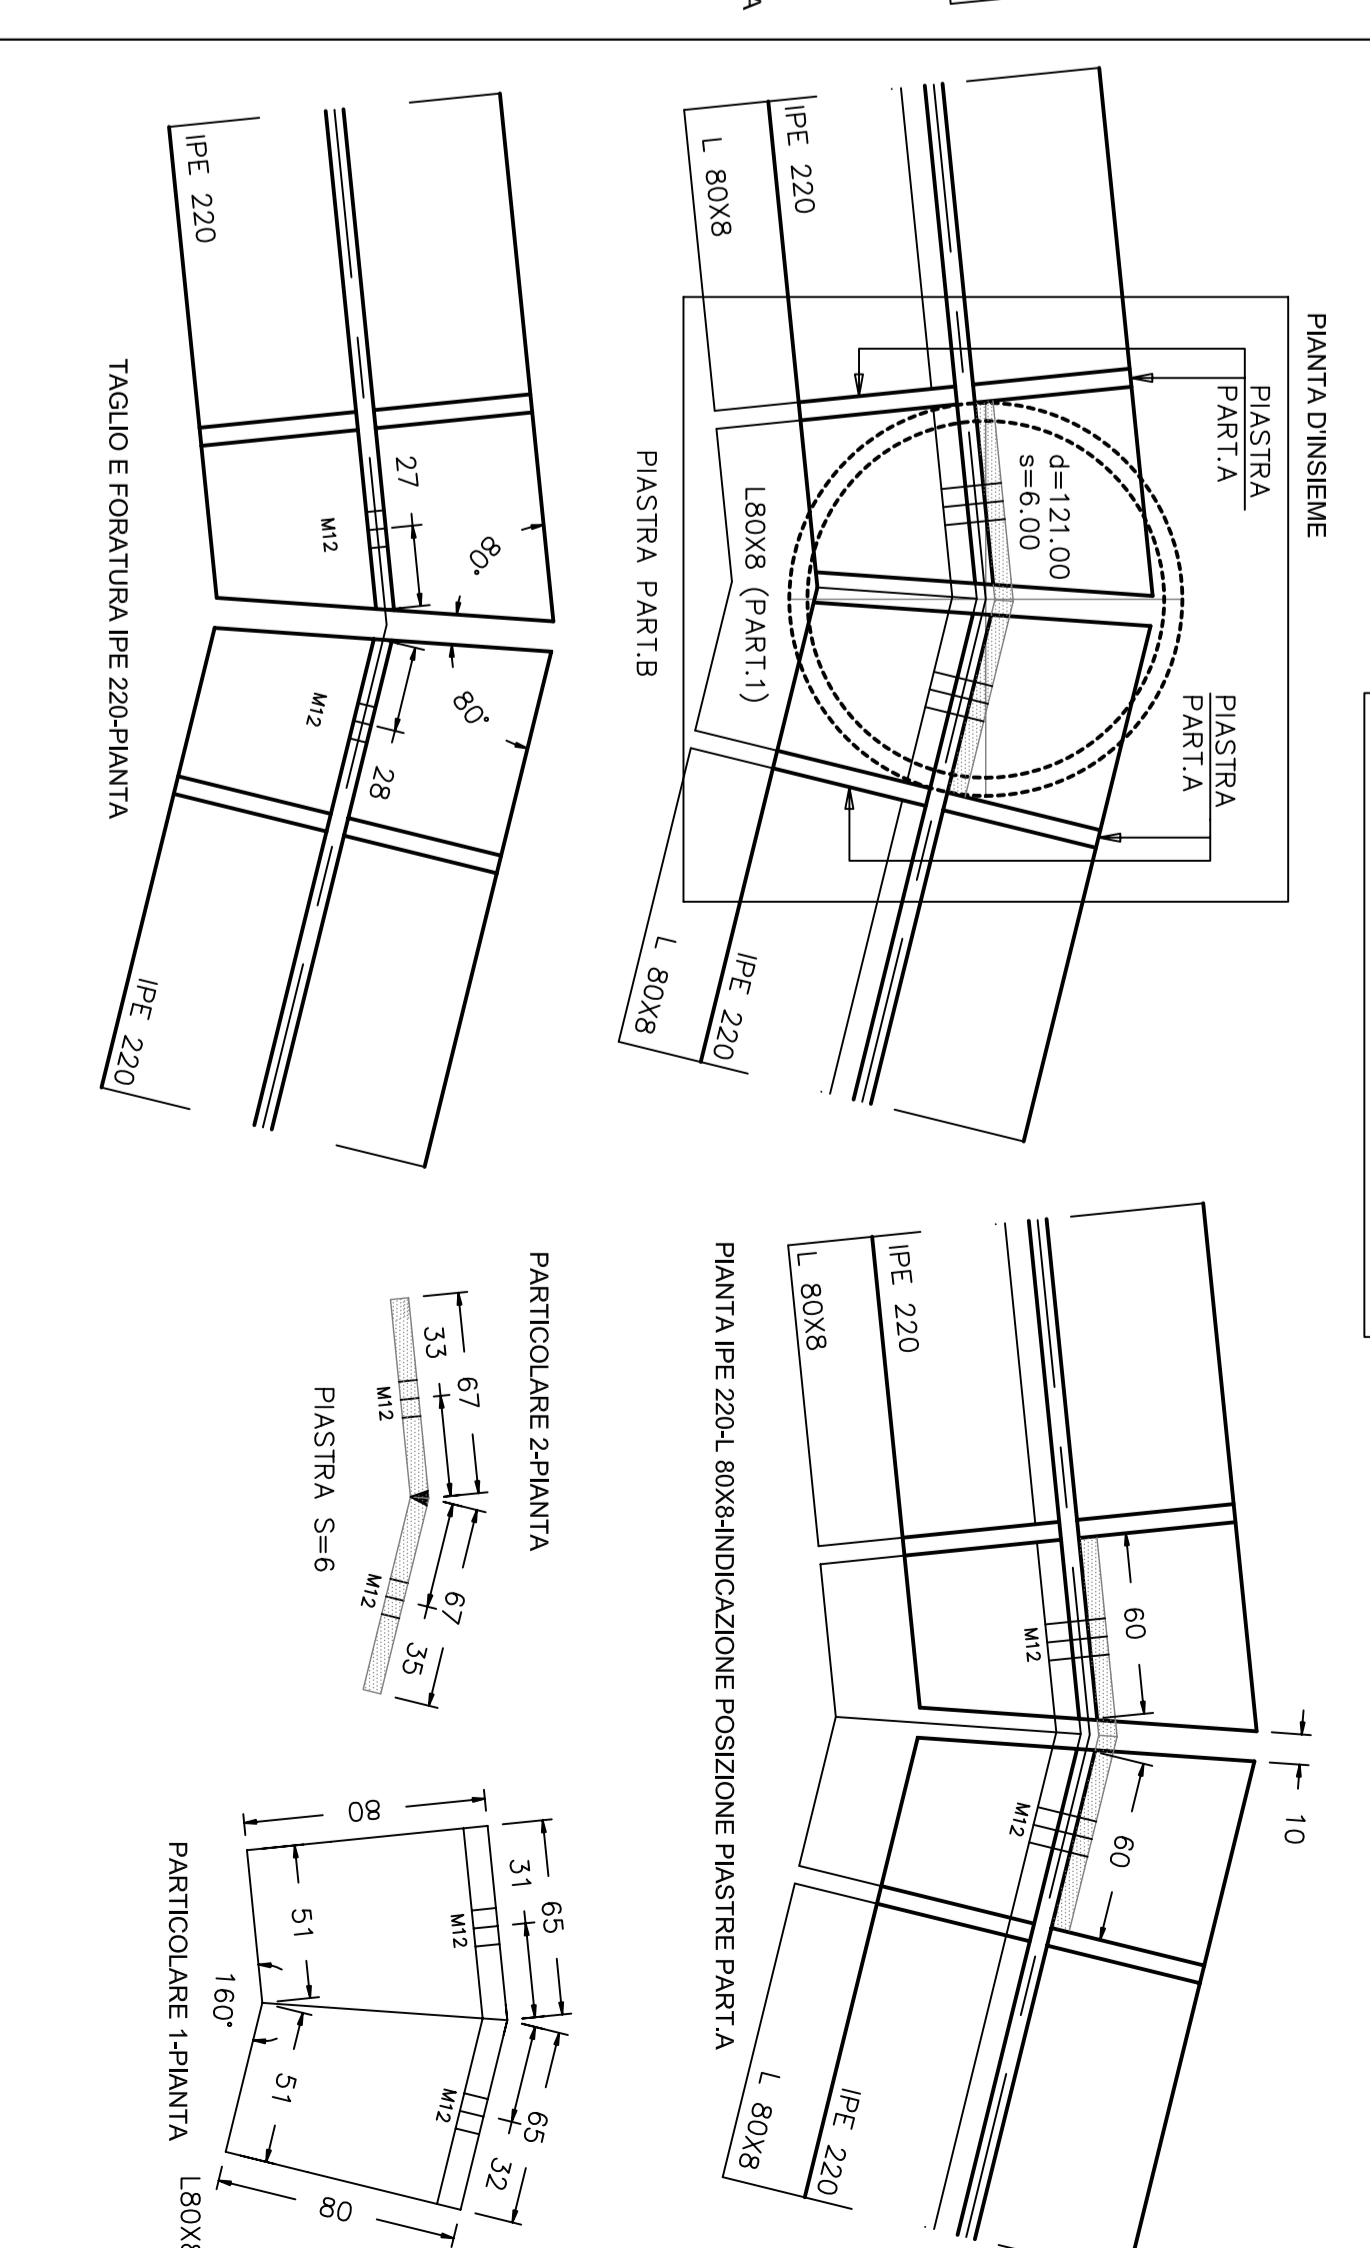 PIANTA D'INSIEME
PIASTRA
PART.A
PIASTRA
PART.A
d=121.00
s=6.00
IPE 220
L 80X8
L80X8 (PART.1)
IPE 220
L 80X8
PIASTRA PART.B
IPE 220
27
M12
80°
80°
M12
28
IPE 220
TAGLIO E FORATURA IPE 220-PIANTA
10
60
60
IPE 220
L 80X8
M12
M12
IPE 220
L 80X8
PIANTA IPE 220-L 80X8-INDICAZIONE POSIZIONE PIASTRE PART.A
PARTICOLARE 2-PIANTA
67
33
67
35
M12
M12
PIASTRA S=6
65
31
65
32
80
M12
M12
51
51
80
160°
PARTICOLARE 1-PIANTA
L80X8
A